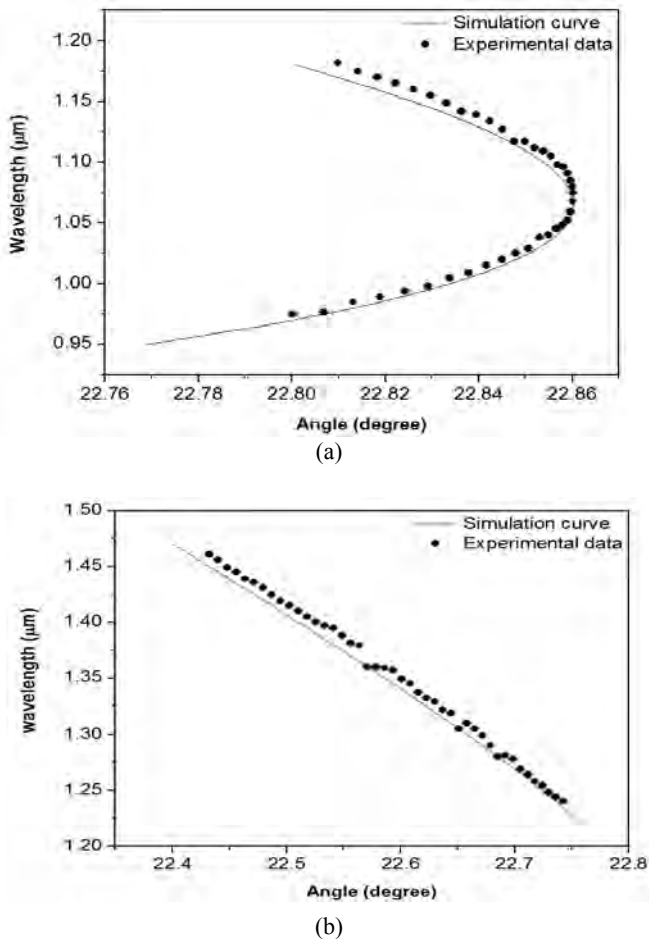 Simulation curve
Experimental data
1.20
1.15
1.10
1.05
1.00
0.95
Wavelength (μm)
22.76 22.78 22.80 22.82 22.84 22.86
Angle (degree)
(a)
1.50
1.45
1.40
1.35
1.30
1.25
1.20
wavelength (μm)
Simulation curve
Experimental data
22.4 22.5 22.6 22.7 22.8
Angle (degree)
(b)